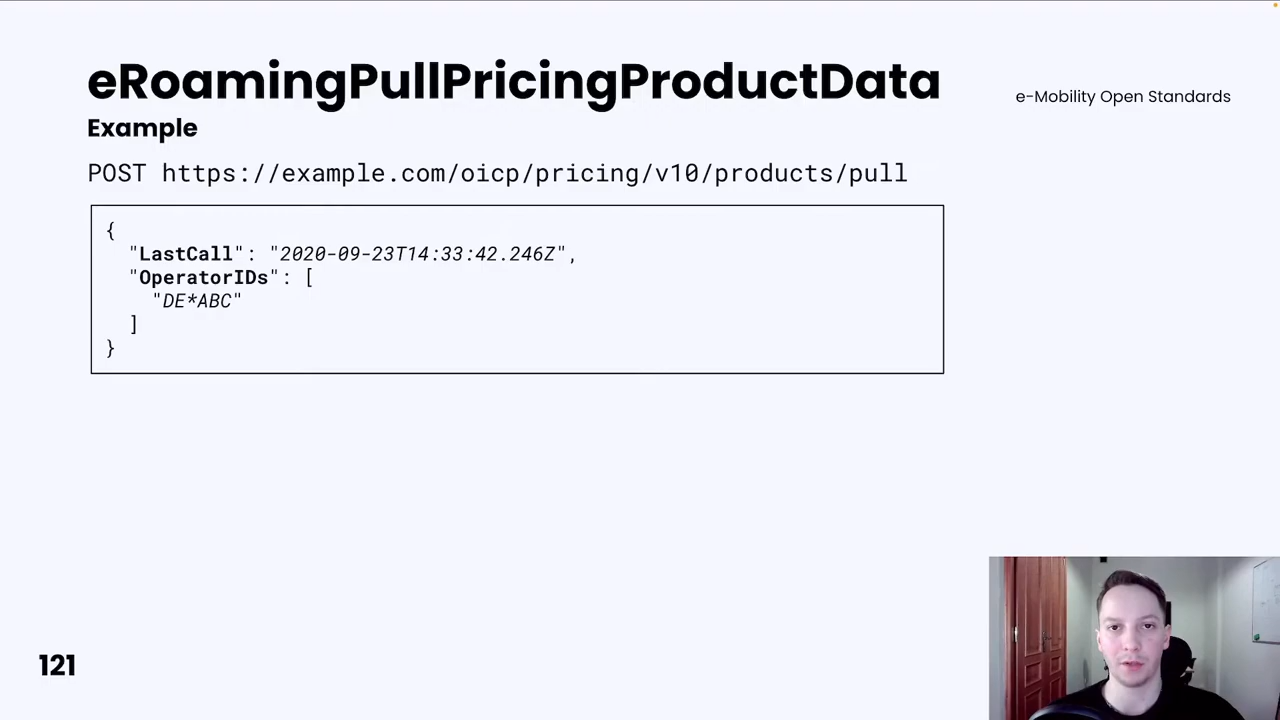 eRoamingPullPricingProductData
e-Mobility Open Standards
Example
POST https://example.com/oicp/pricing/v10/products/pull
{
"LastCall": "2020-09-23T14:33:42.246Z",
"OperatorIDs": [
"DE*ABC"
]
}
121